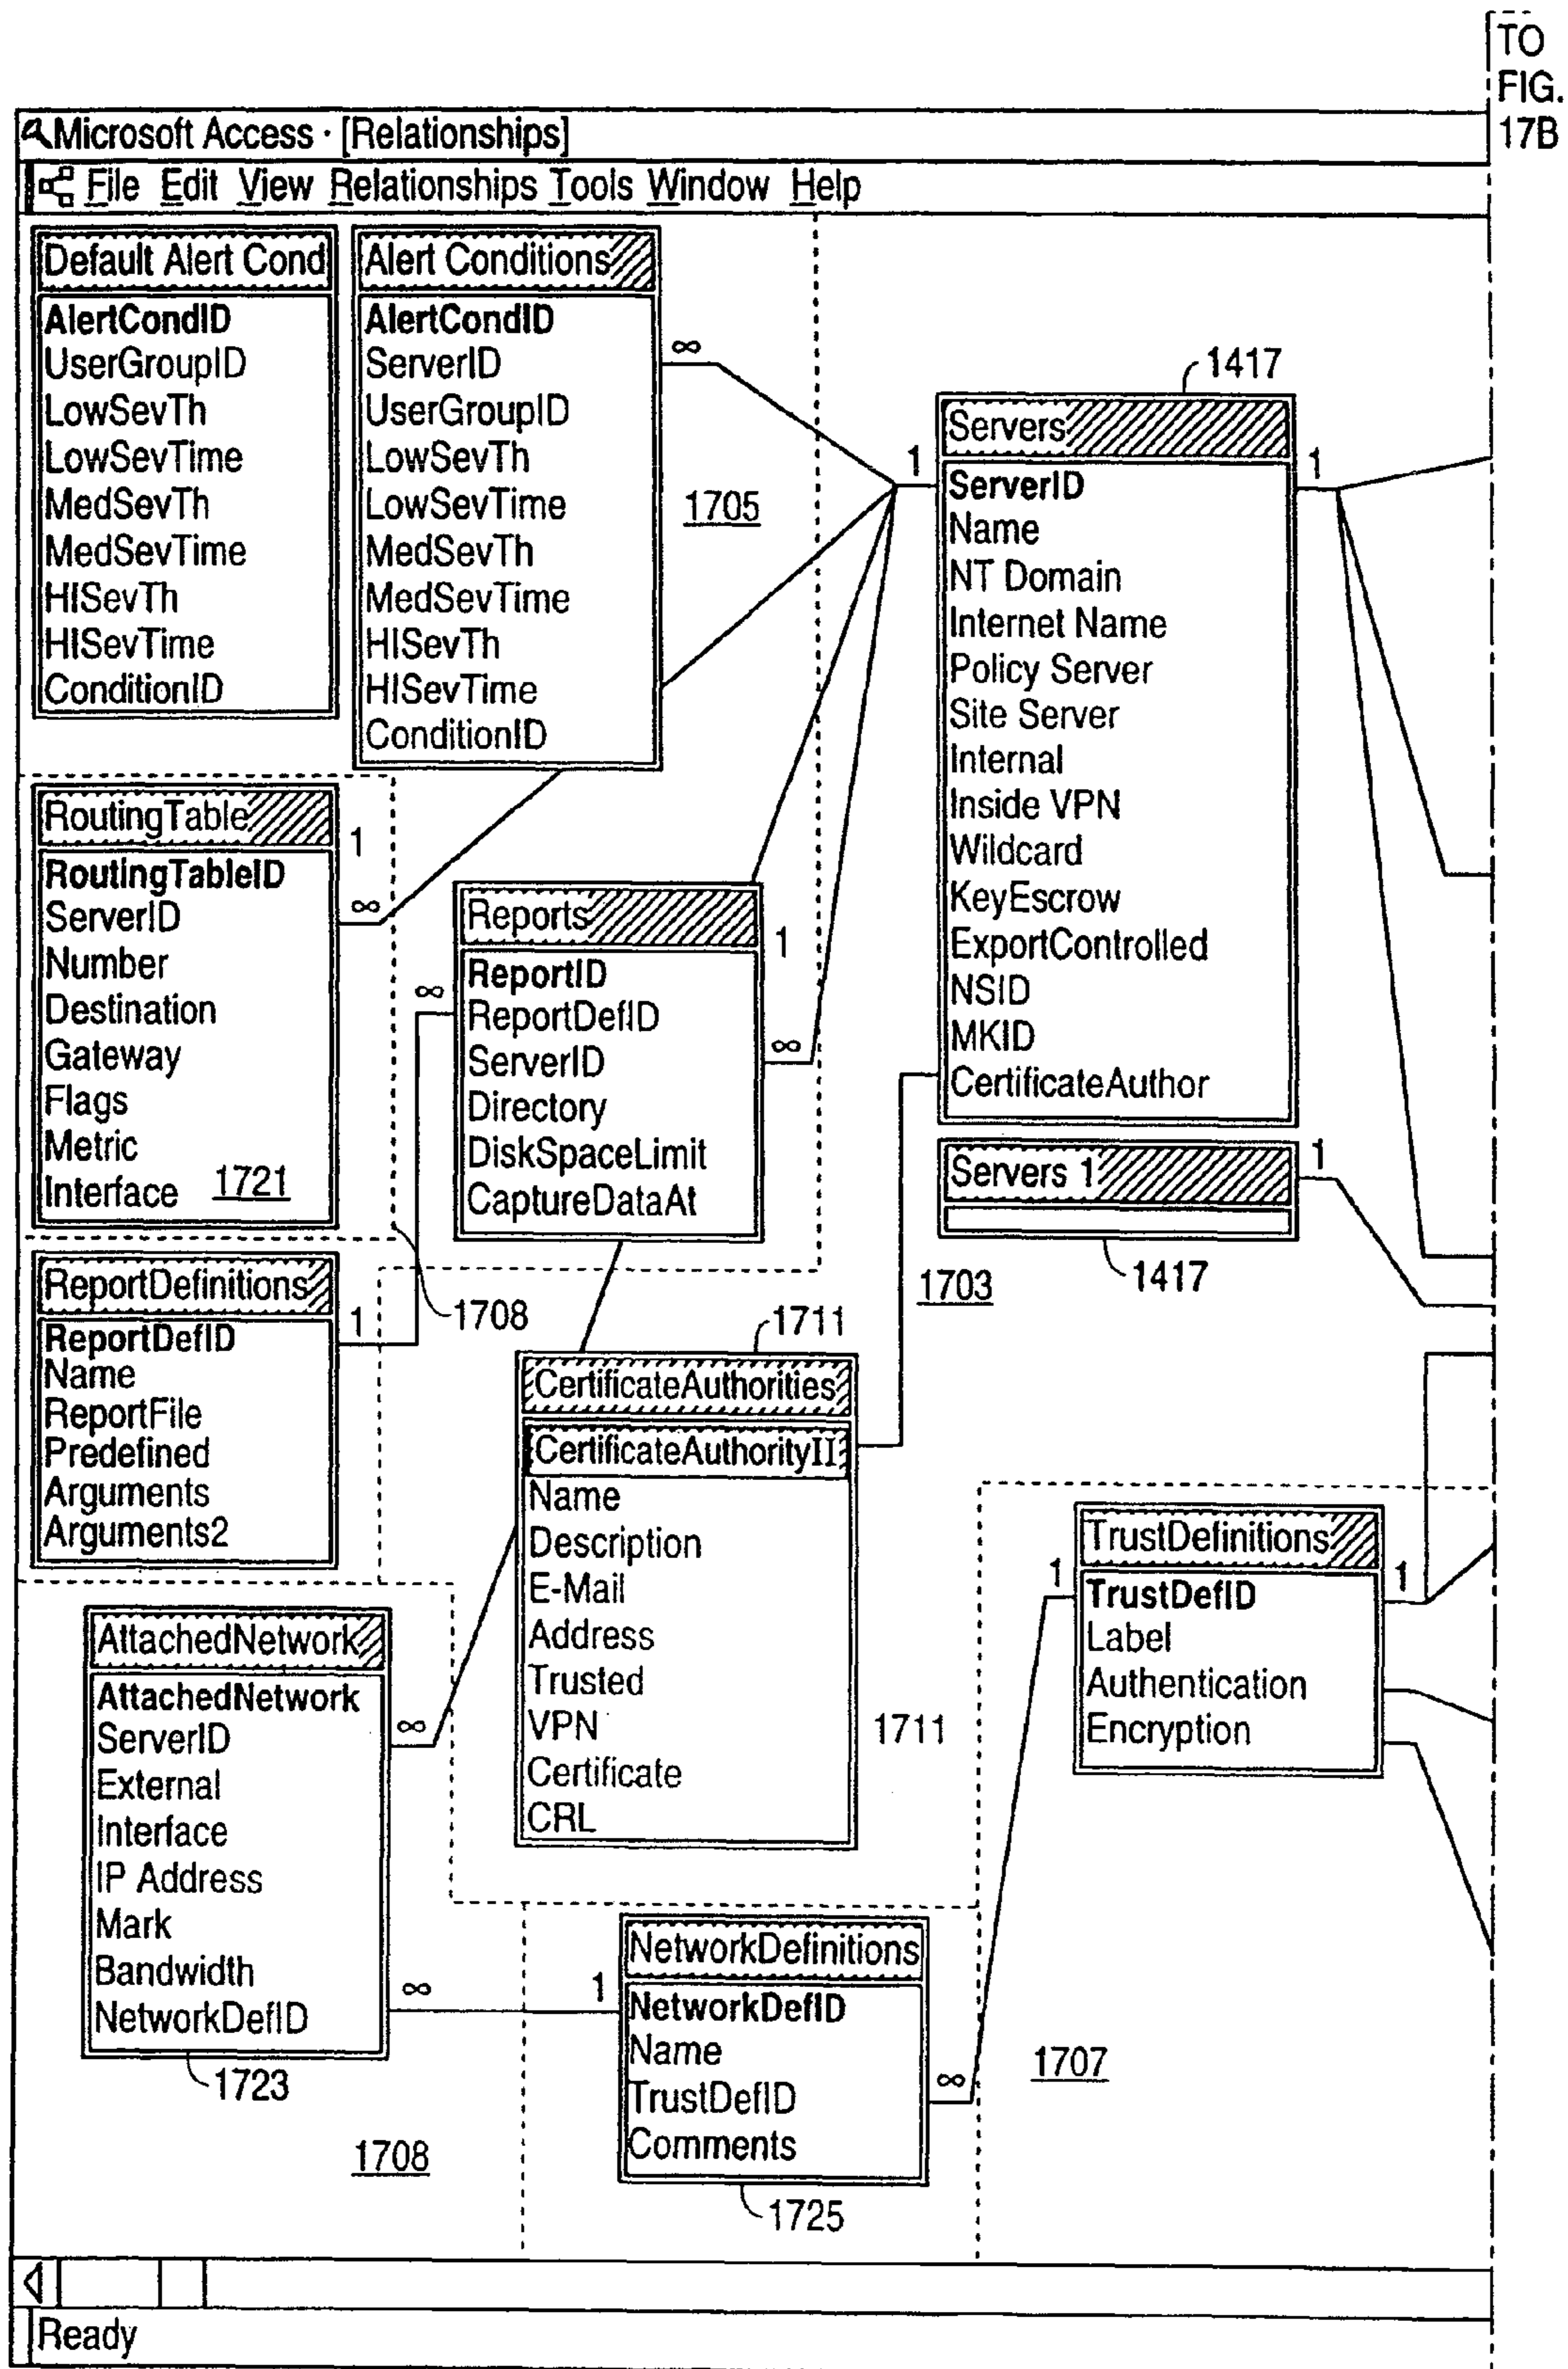 TO
FIG.
17B
Microsoft Access · [Relationships]
File Edit View Relationships Tools Window Help
Default Alert Cond
AlertCondID
UserGroupID
LowSevTh
LowSevTime
MedSevTh
MedSevTime
HISevTh
HISevTime
ConditionID
Alert Conditions
AlertCondID
ServerID
UserGroupID
LowSevTh
LowSevTime
MedSevTh
MedSevTime
HISevTh
HISevTime
ConditionID
∞
1705
1417
Servers
1
1
ServerID
Name
NT Domain
Internet Name
Policy Server
Site Server
Internal
Inside VPN
Wildcard
KeyEscrow
ExportControlled
NSID
MKID
CertificateAuthor
Servers 1
1
1417
1703
RoutingTable
1
RoutingTableID
ServerID
∞
Number
Destination
Gateway
Flags
Metric
Interface
1721
Reports
1
∞
ReportID
ReportDefID
ServerID
∞
Directory
DiskSpaceLimit
CaptureDataAt
1708
ReportDefinitions
1
ReportDefID
Name
ReportFile
Predefined
Arguments
Arguments2
1711
CertificateAuthorities
CertificateAuthorityII
Name
Description
E-Mail
Address
Trusted
VPN
Certificate
CRL
1711
TrustDefinitions
1
1
TrustDefID
Label
Authentication
Encryption
AttachedNetwork
AttachedNetwork
ServerID
∞
External
Interface
IP Address
Mark
Bandwidth
NetworkDefID
∞
1723
1708
NetworkDefinitions
1
NetworkDefID
Name
TrustDefID
∞
Comments
1725
1707
Ready